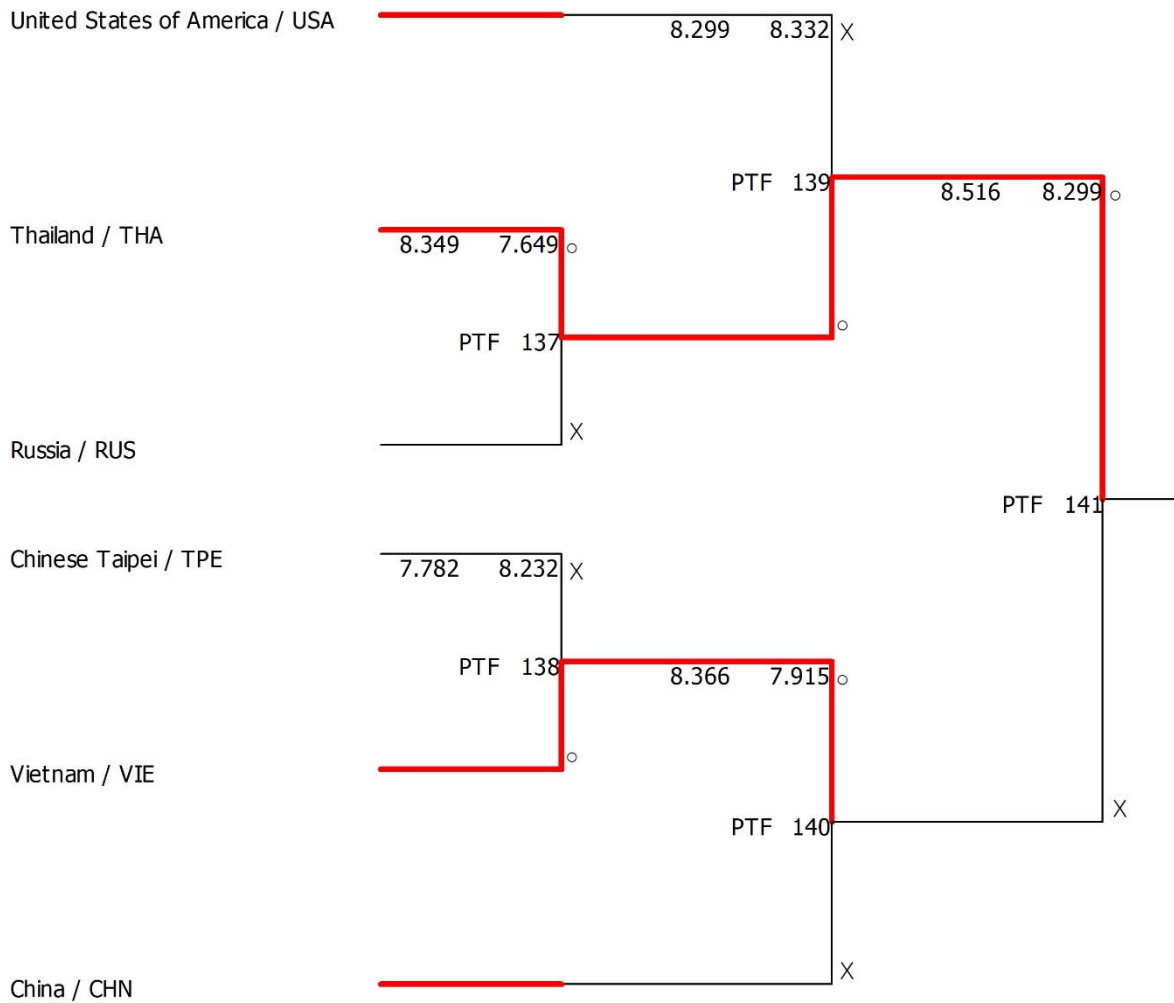 United States of America / USA
8.299 8.332 X
PTF 139
8.516 8.299 ○
Thailand / THA
8.349 7.649 ○
○
PTF 137
X
Russia / RUS
PTF 141
Chinese Taipei / TPE
7.782 8.232 X
PTF 138
8.366 7.915 ○
○
Vietnam / VIE
X
PTF 140
X
China / CHN